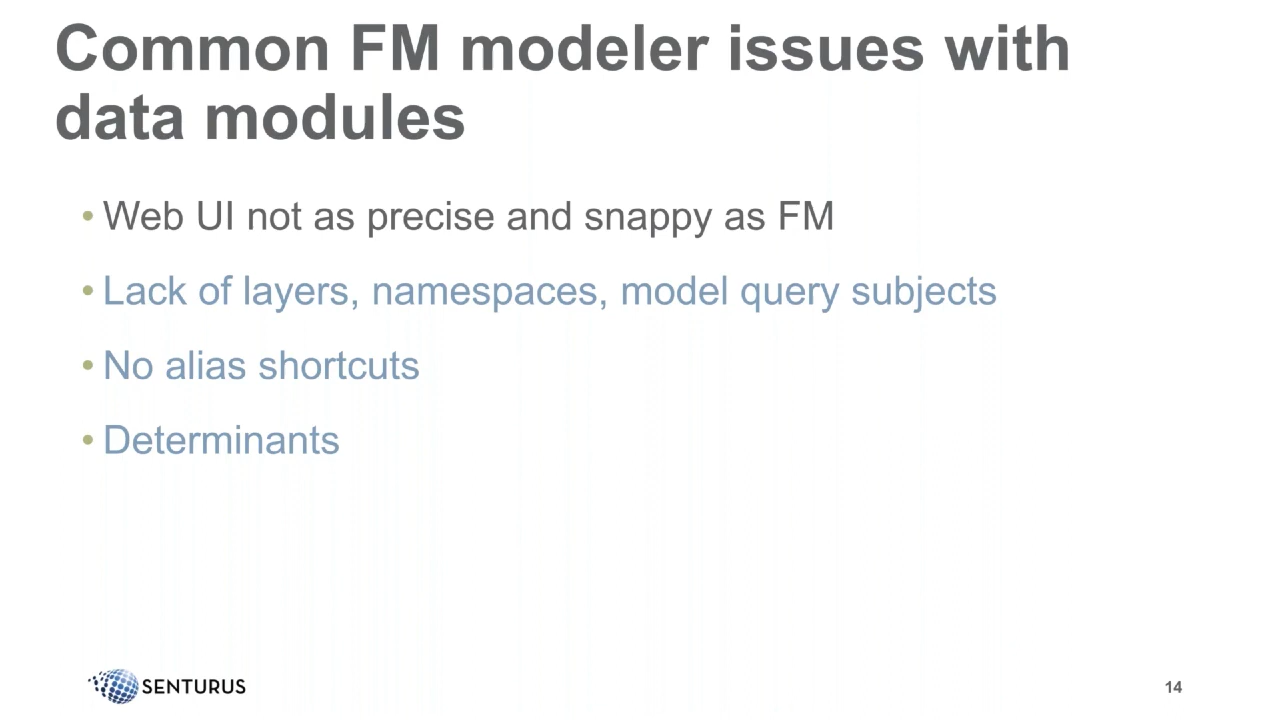 Common FM modeler issues with
data modules
• Web UI not as precise and snappy as FM
• Lack of layers, namespaces, model query subjects
• No alias shortcuts
• Determinants
SENTURUS
14